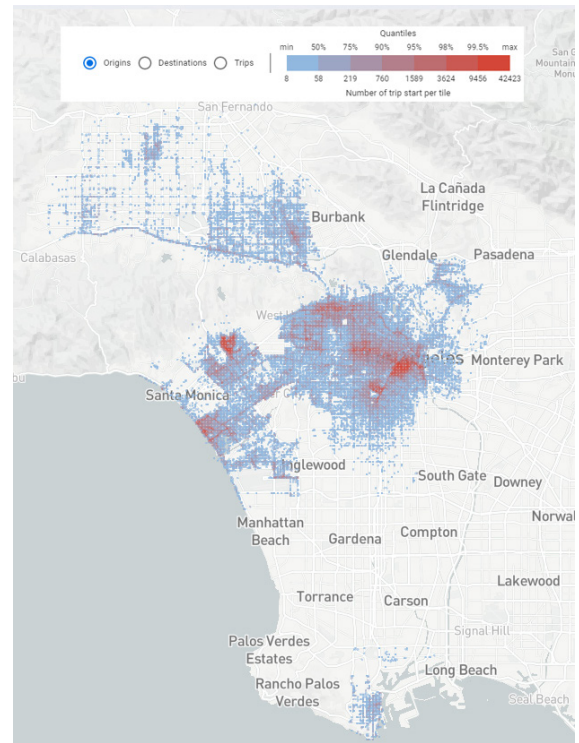 Quantiles
min 50% 75% 90% 95% 98% 99.5% max
Origins Destinations Trips
8 58 219 760 1589 3624 9456 42423
Number of trip start per tile
San Fernando
La Cañada
Flintridge
Burbank
Glendale Pasadena
Calabasas
Monterey Park
Santa Monica
Inglewood
South Gate Downey
Manhattan
Beach
Gardena
Compton
Norwal
Lakewood
Torrance
Carson
Signal Hill
Palos Verdes
Estates
Long Beach
Rancho Palos
Verdes
Seal Beach